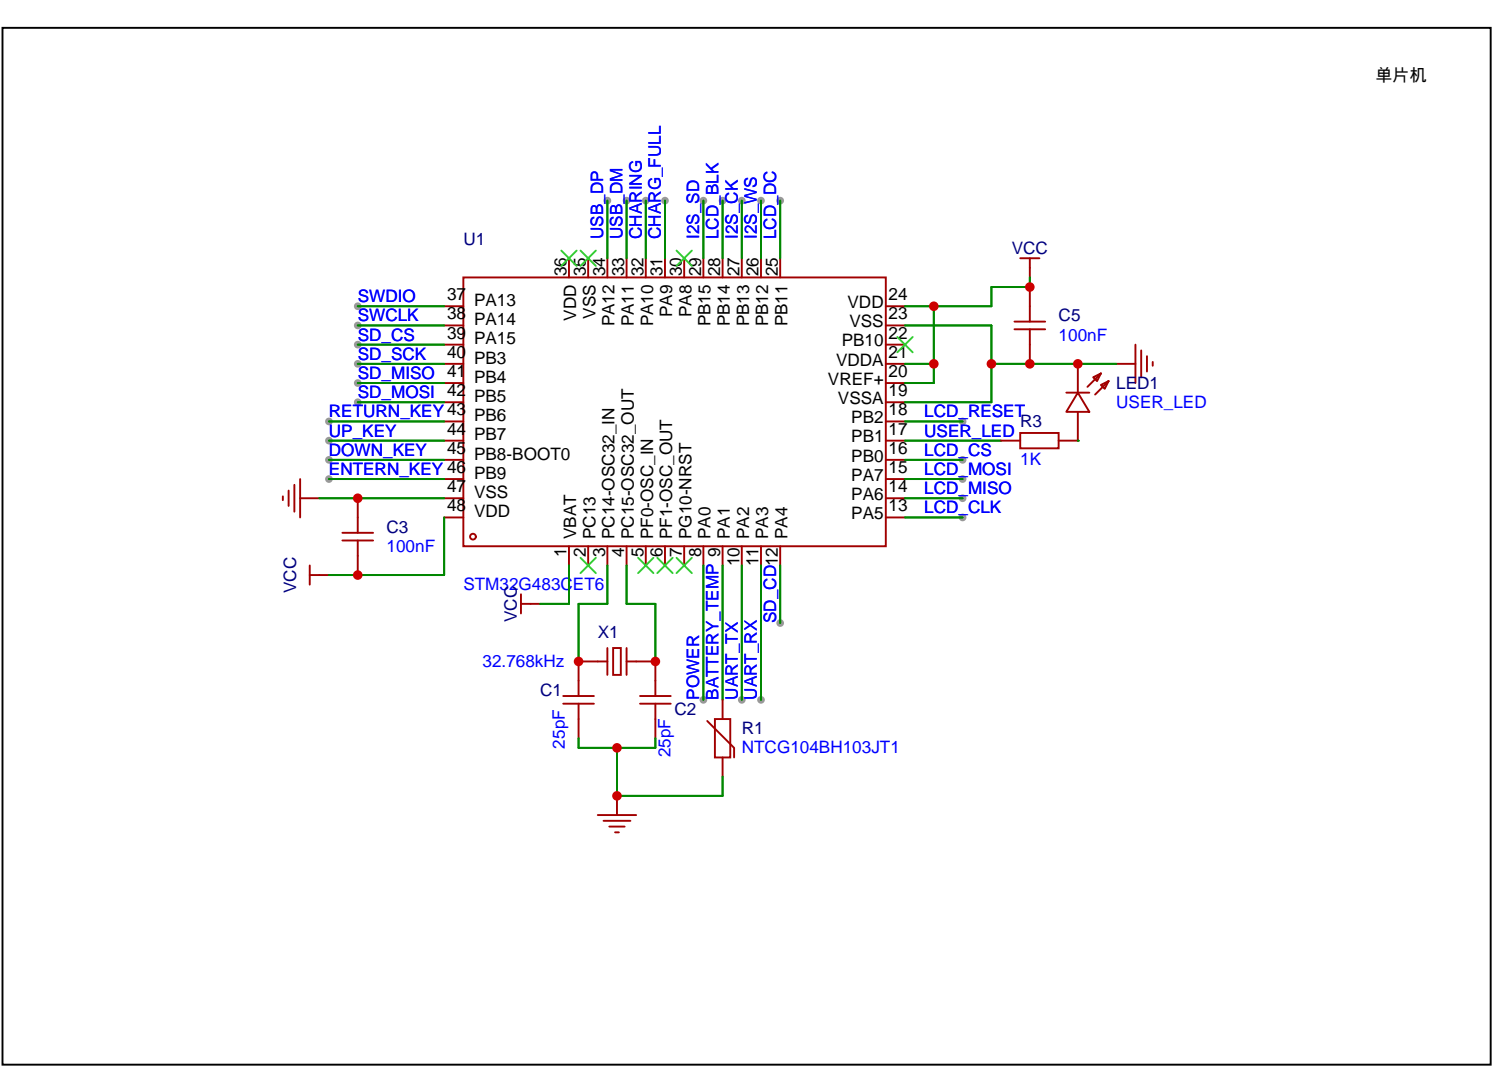 单片机
USB_DP
USB_DM
CHARING
CHARG_FULL
I2S_SD
LCD_BLK
I2S_CK
I2S_WS
LCD_DC
U1
36
35
34
33
32
31
30
29
28
27
26
25
VDD
VSS
PA12
PA11
PA10
PA9
PA8
PB15
PB14
PB13
PB12
PB11
SWDIO 37 PA13
SWCLK 38 PA14
SD_CS 39 PA15
SD_SCK 40 PB3
SD_MISO 41 PB4
SD_MOSI 42 PB5
RETURN_KEY 43 PB6
UP_KEY 44 PB7
DOWN_KEY 45 PB8-BOOT0
ENTERN_KEY 46 PB9
47 VSS
48 VDD
VDD 24
VSS 23
PB10 22
VDDA 21
VREF+ 20
VSSA 19
PB2 18 LCD_RESET
PB1 17 USER_LED
PB0 16 LCD_CS
PA7 15 LCD_MOSI
PA6 14 LCD_MISO
PA5 13 LCD_CLK
VCC
C5
100nF
LED1
USER_LED
R3
1K
C3
100nF
VCC
VBAT
PC13
PC14-OSC32_IN
PC15-OSC32_OUT
PF0-OSC_IN
PF1-OSC_OUT
PG10-NRST
PA0
PA1
PA2
PA3
PA4
1
2
3
4
5
6
7
8
9
10
11
12
STM32G483CET6
VCC
POWER
BATTERY_TEMP
UART_TX
UART_RX
SD_CD
X1
32.768kHz
C1
25pF
C2
25pF
R1
NTCG104BH103JT1